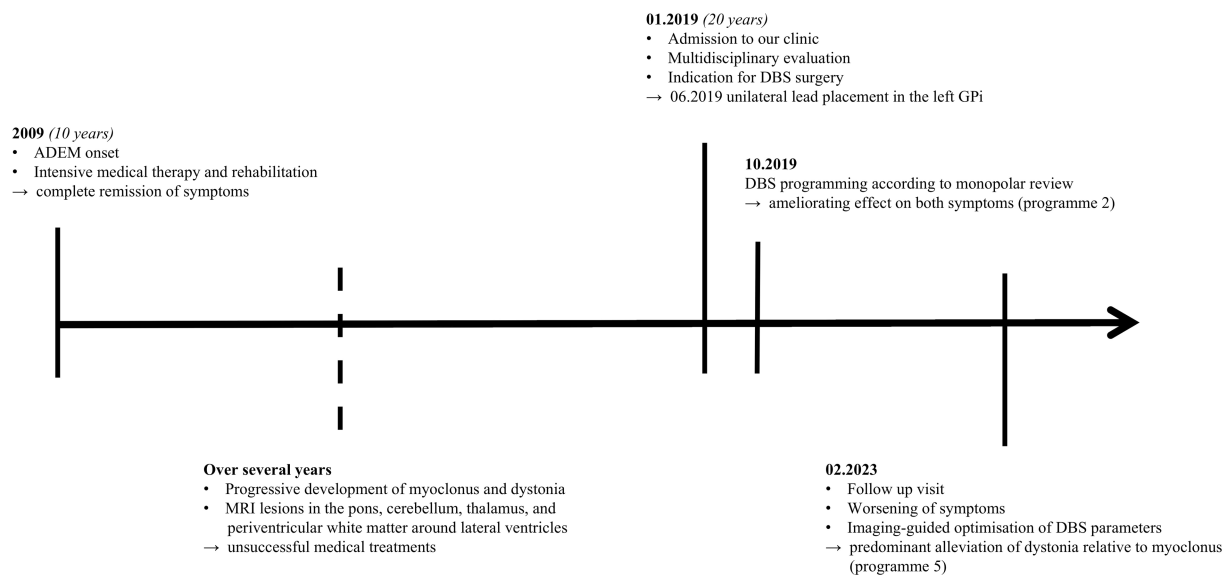 01.2019 (20 years)
• Admission to our clinic
• Multidisciplinary evaluation
• Indication for DBS surgery
→ 06.2019 unilateral lead placement in the left GPi
2009 (10 years)
• ADEM onset
• Intensive medical therapy and rehabilitation
→ complete remission of symptoms
10.2019
DBS programming according to monopolar review
→ ameliorating effect on both symptoms (programme 2)
Over several years
• Progressive development of myoclonus and dystonia
• MRI lesions in the pons, cerebellum, thalamus, and
periventricular white matter around lateral ventricles
→ unsuccessful medical treatments
02.2023
• Follow up visit
• Worsening of symptoms
• Imaging-guided optimisation of DBS parameters
→ predominant alleviation of dystonia relative to myoclonus
(programme 5)